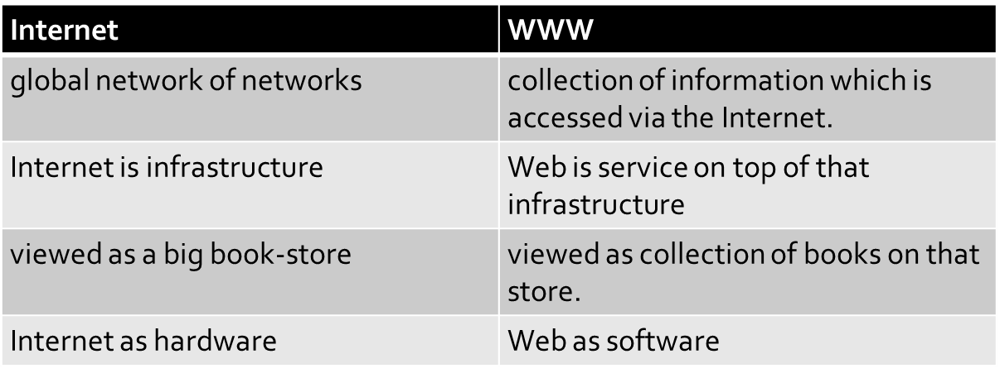 Internet
WWW
global network of networks
collection of information which is
accessed via the Internet.
Internet is infrastructure
Web is service on top of that
infrastructure
viewed as a big book-store
viewed as collection of books on that
store.
Internet as hardware
Web as software